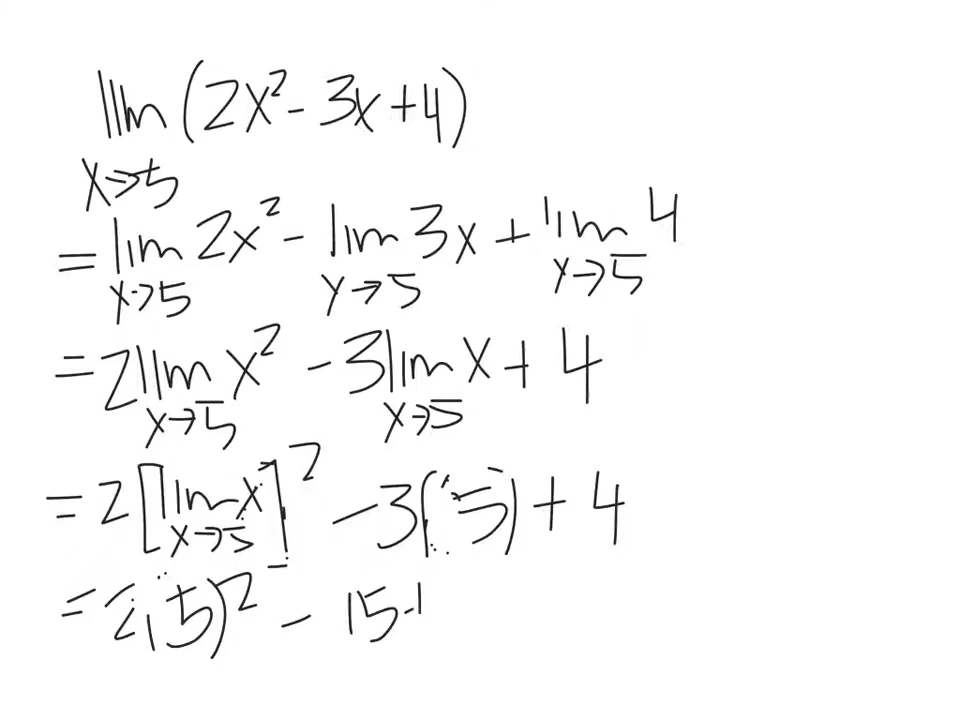 lim (2x² - 3x + 4)
x→5
= lim 2x² - lim 3x + lim 4
x→5 x→5 x→5
= 2 lim x² - 3 lim x + 4
x→5 x→5
= 2 [lim x]² - 3(5) + 4
x→5
= 2(5)² - 15